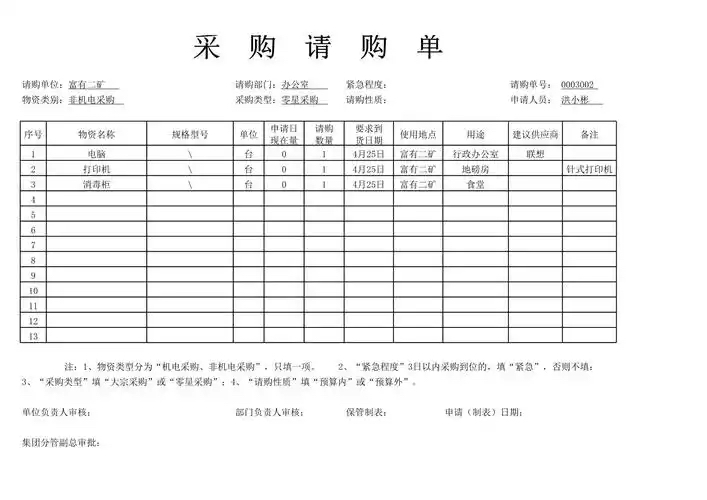 采购请购单
请购单位：富有二矿 请购部门：办公室 紧急程度： 请购单号：0003002
物资类别：非机电采购 采购类型：零星采购 请购性质： 申请人员：洪小彬
序号 物资名称 规格型号 单位 申请日现在量 请购数量 要求到货日期 使用地点 用途 建议供应商 备注
1 电脑 \ 台 0 1 4月25日 富有二矿 行政办公室 联想
2 打印机 \ 台 0 1 4月25日 富有二矿 地磅房 针式打印机
3 消毒柜 \ 台 0 1 4月25日 富有二矿 食堂
4
5
6
7
8
9
10
11
12
13
注：1、物资类型分为“机电采购、非机电采购”，只填一项。 2、“紧急程度”3日以内采购到位的，填“紧急”，否则不填；
3、“采购类型”填“大宗采购”或“零星采购”；4、“请购性质”填“预算内”或“预算外”。
单位负责人审核： 部门负责人审核： 保管制表： 申请（制表）日期：
集团分管副总审批：